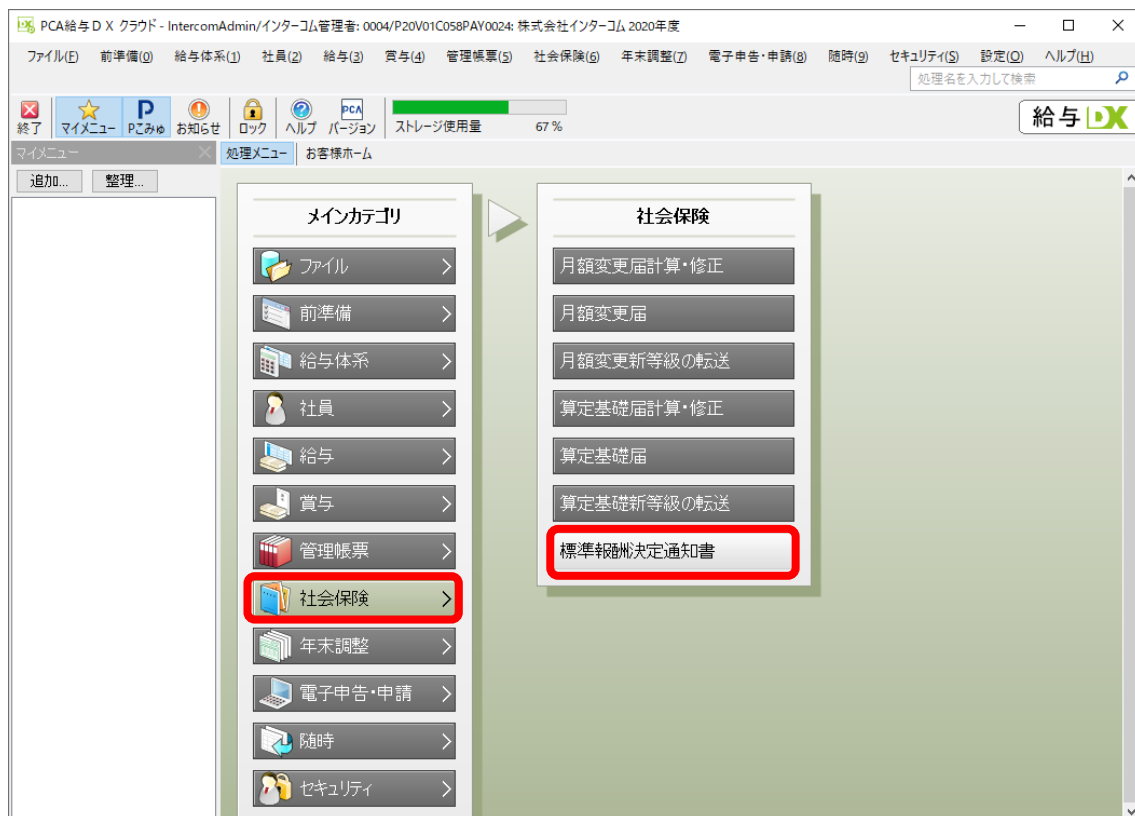 PCA給与ＤＸ クラウド - IntercomAdmin/インターコム管理者: 0004/P20V01C058PAY0024: 株式会社インターコム 2020年度
ファイル(F) 前準備(0) 給与体系(1) 社員(2) 給与(3) 賞与(4) 管理帳票(5) 社会保険(6) 年末調整(7) 電子申告・申請(8) 随時(9) セキュリティ(S) 設定(O) ヘルプ(H)
処理名を入力して検索
終了 マイメニュー Pこみゅ お知らせ ロック ヘルプ バージョン ストレージ使用量 67 %
P
PCA
給与DX
マイメニュー 処理メニュー お客様ホーム
追加... 整理...
メインカテゴリ
ファイル
前準備
給与体系
社員
給与
賞与
管理帳票
社会保険
年末調整
電子申告・申請
随時
セキュリティ
社会保険
月額変更届計算・修正
月額変更届
月額変更新等級の転送
算定基礎届計算・修正
算定基礎届
算定基礎新等級の転送
標準報酬決定通知書